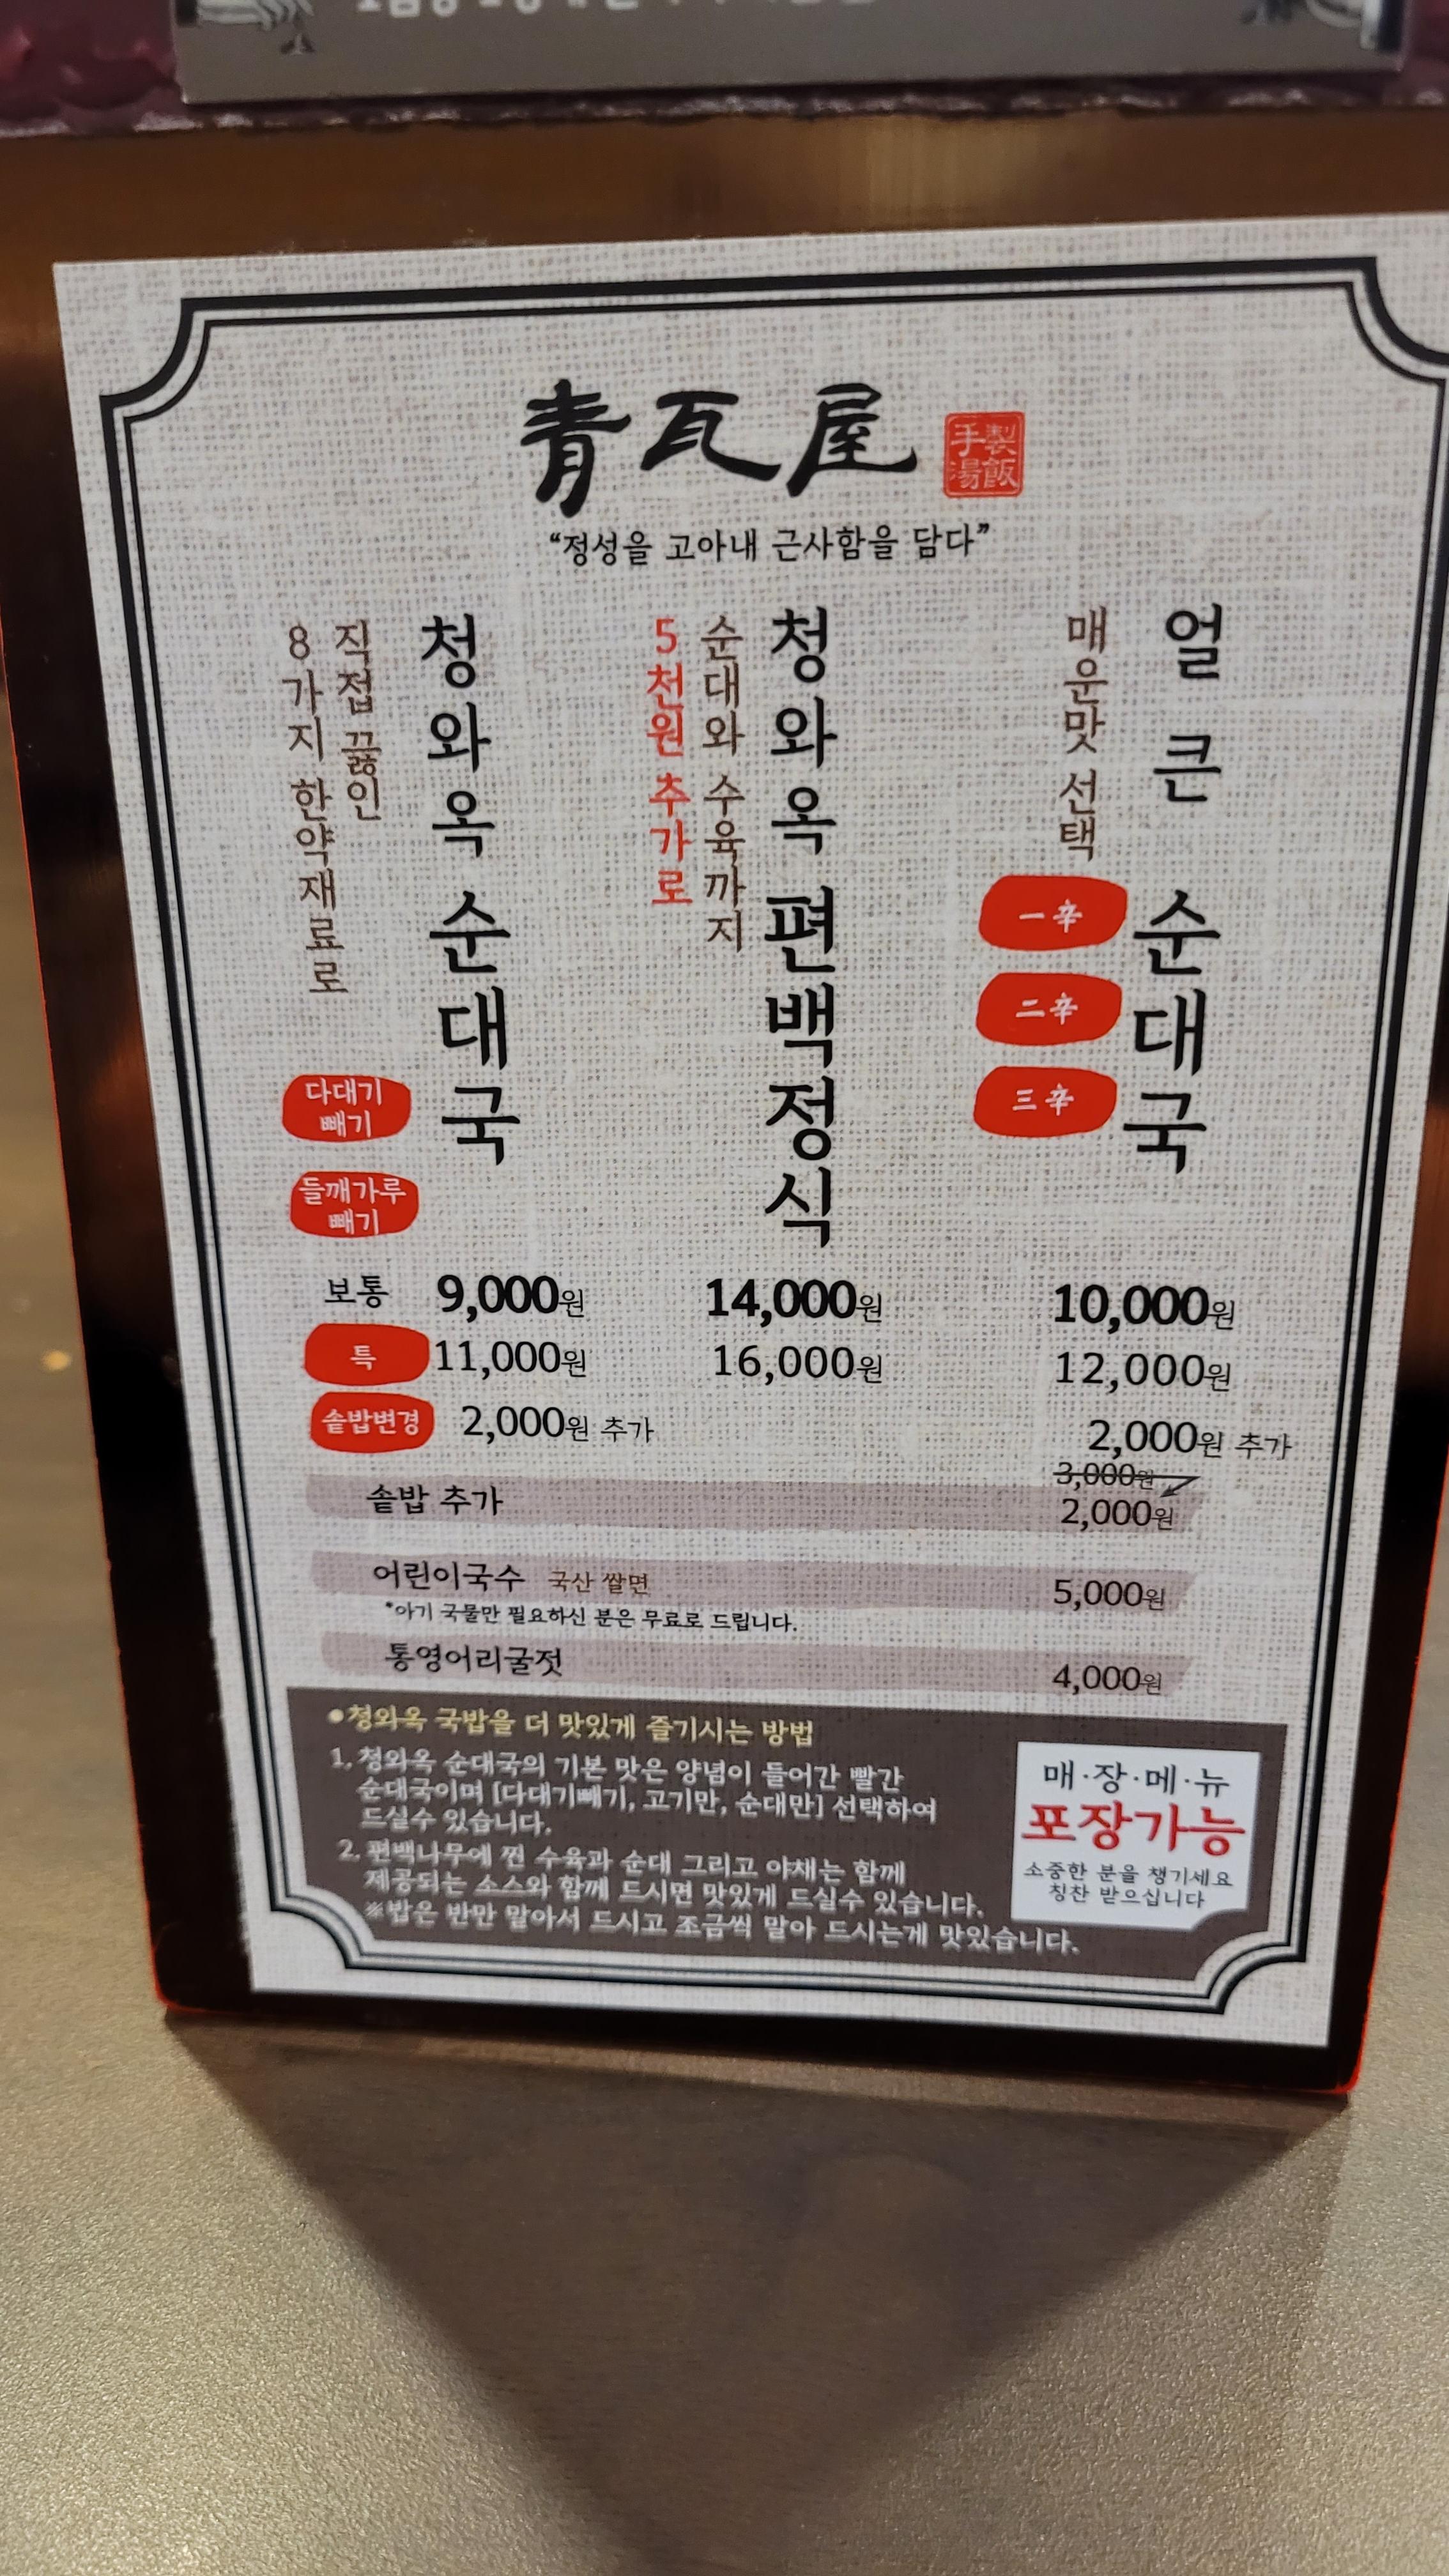 青瓦屋
手製
湯飯
“정성을 고아내 근사함을 담다”
얼큰 순대국
매운맛 선택
一辛
二辛
三辛
청와옥 편백정식
순대와 수육까지
5천원 추가로
청와옥 순대국
직접 끓인
8가지 한약재료로
다대기
빼기
들깨가루
빼기
보통 9,000원 14,000원 10,000원
특 11,000원 16,000원 12,000원
솥밥변경 2,000원 추가 2,000원 추가
3,000원
솥밥 추가 2,000원
어린이국수 국산 쌀면 5,000원
*아기 국물만 필요하신 분은 무료로 드립니다.
통영어리굴젓 4,000원
●청와옥 국밥을 더 맛있게 즐기시는 방법
1. 청와옥 순대국의 기본 맛은 양념이 들어간 빨간
순대국이며 [다대기빼기, 고기만, 순대만] 선택하여
드실수 있습니다.
2. 편백나무에 찐 수육과 순대 그리고 야채는 함께
제공되는 소스와 함께 드시면 맛있게 드실수 있습니다.
※밥은 반만 말아서 드시고 조금씩 말아 드시는게 맛있습니다.
매·장·메·뉴
포장가능
소중한 분을 챙기세요
칭찬 받으십니다